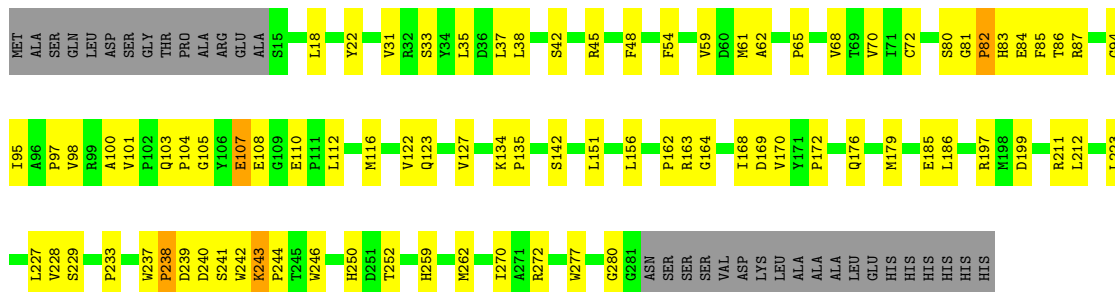 MET ALA SER GLN LEU ASP SER GLY THR PRO ALA ARG GLU ALA S15 L18 Y22 V31 R32 S33 Y34 L35 D36 L37 L38 S42 R45 F48 F54 V59 D60 M61 A62 P65 V68 T69 V70 I71 C72 S80 G81 P82 H83 E84 F85 T86 R87
I95 A96 P97 V98 R99 A100 V101 P102 Q103 P104 G105 Y106 E107 E108 G109 E110 P111 L112 M116 V122 Q123 V127 K134 P135 S142 L151 L156 P162 R163 G164 I168 D169 V170 Y171 P172 Q176 M179 E185 L186 R197 M198 D199 R211 L212
L227 V228 S229 P233 W237 P238 D239 D240 S241 W242 K243 P244 T245 W246 H250 D251 T252 H259 M262 I270 A271 R272 W277 G280 G281 ASN SER SER SER VAL ASP LYS LEU ALA ALA ALA LEU GLU HIS HIS HIS HIS HIS HIS